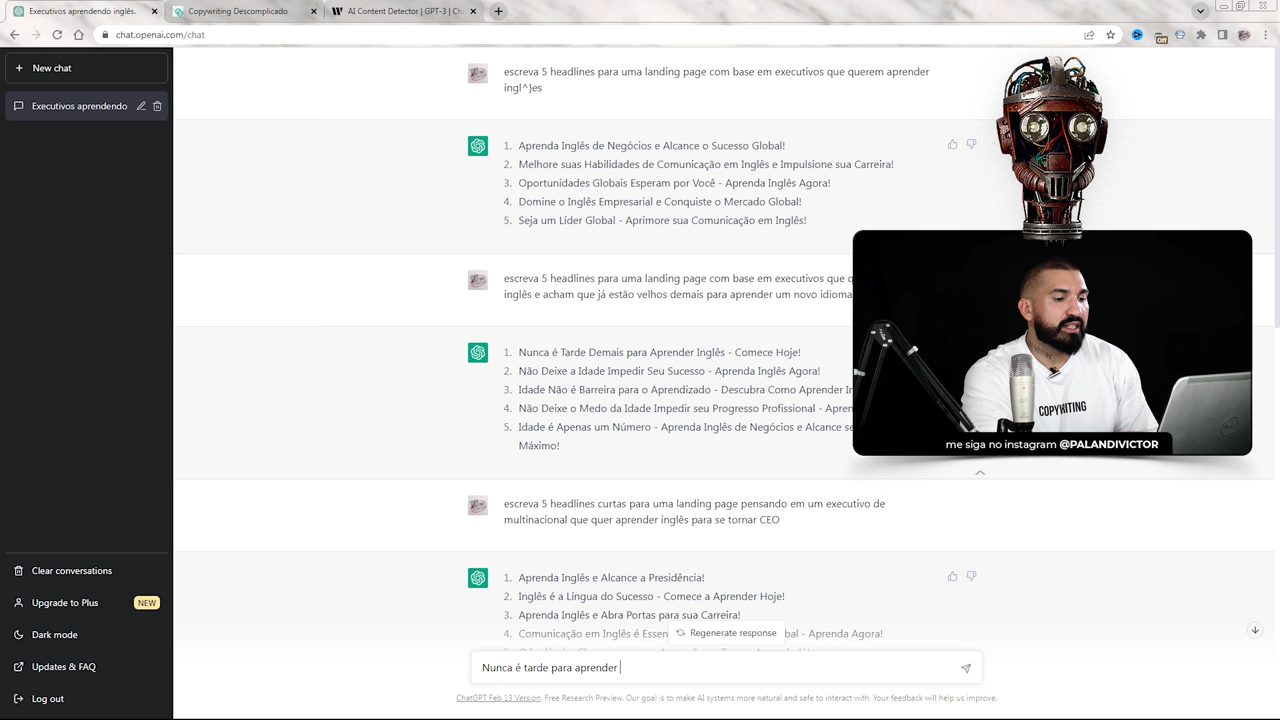 Executivos aprendendo inglês.
Copywriting Descomplicado
AI Content Detector | GPT-3 | Ch
chat.openai.com/chat
Off
New chat
Executivos aprendendo
escreva 5 headlines para uma landing page com base em executivos que querem aprender
ingl^}es
1. Aprenda Inglês de Negócios e Alcance o Sucesso Global!
2. Melhore suas Habilidades de Comunicação em Inglês e Impulsione sua Carreira!
3. Oportunidades Globais Esperam por Você - Aprenda Inglês Agora!
4. Domine o Inglês Empresarial e Conquiste o Mercado Global!
5. Seja um Líder Global - Aprimore sua Comunicação em Inglês!
escreva 5 headlines para uma landing page com base em executivos que
inglês e acham que já estão velhos demais para aprender um novo idioma
1. Nunca é Tarde Demais para Aprender Inglês - Comece Hoje!
2. Não Deixe a Idade Impedir Seu Sucesso - Aprenda Inglês Agora!
3. Idade Não é Barreira para o Aprendizado - Descubra Como Aprender
4. Não Deixe o Medo da Idade Impedir seu Progresso Profissional -
5. Idade é Apenas um Número - Aprenda Inglês de Negócios e Alcance
Máximo!
COPYWRITING
me siga no instagram @PALANDIVICTOR
escreva 5 headlines curtas para uma landing page pensando em um executivo de
multinacional que quer aprender inglês para se tornar CEO
1. Aprenda Inglês e Alcance a Presidência!
2. Inglês é a Língua do Sucesso - Comece a Aprender Hoje!
3. Aprenda Inglês e Abra Portas para sua Carreira!
4. Comunicação em Inglês é Essen bal - Aprenda Agora!
Regenerate response
Nunca é tarde para aprender
ChatGPT Feb 13 Version. Free Research Preview. Our goal is to make AI systems more natural and safe to interact with. Your feedback will help us improve.
Clear conversations
Upgrade to Plus NEW
Dark mode
Updates & FAQ
Log out